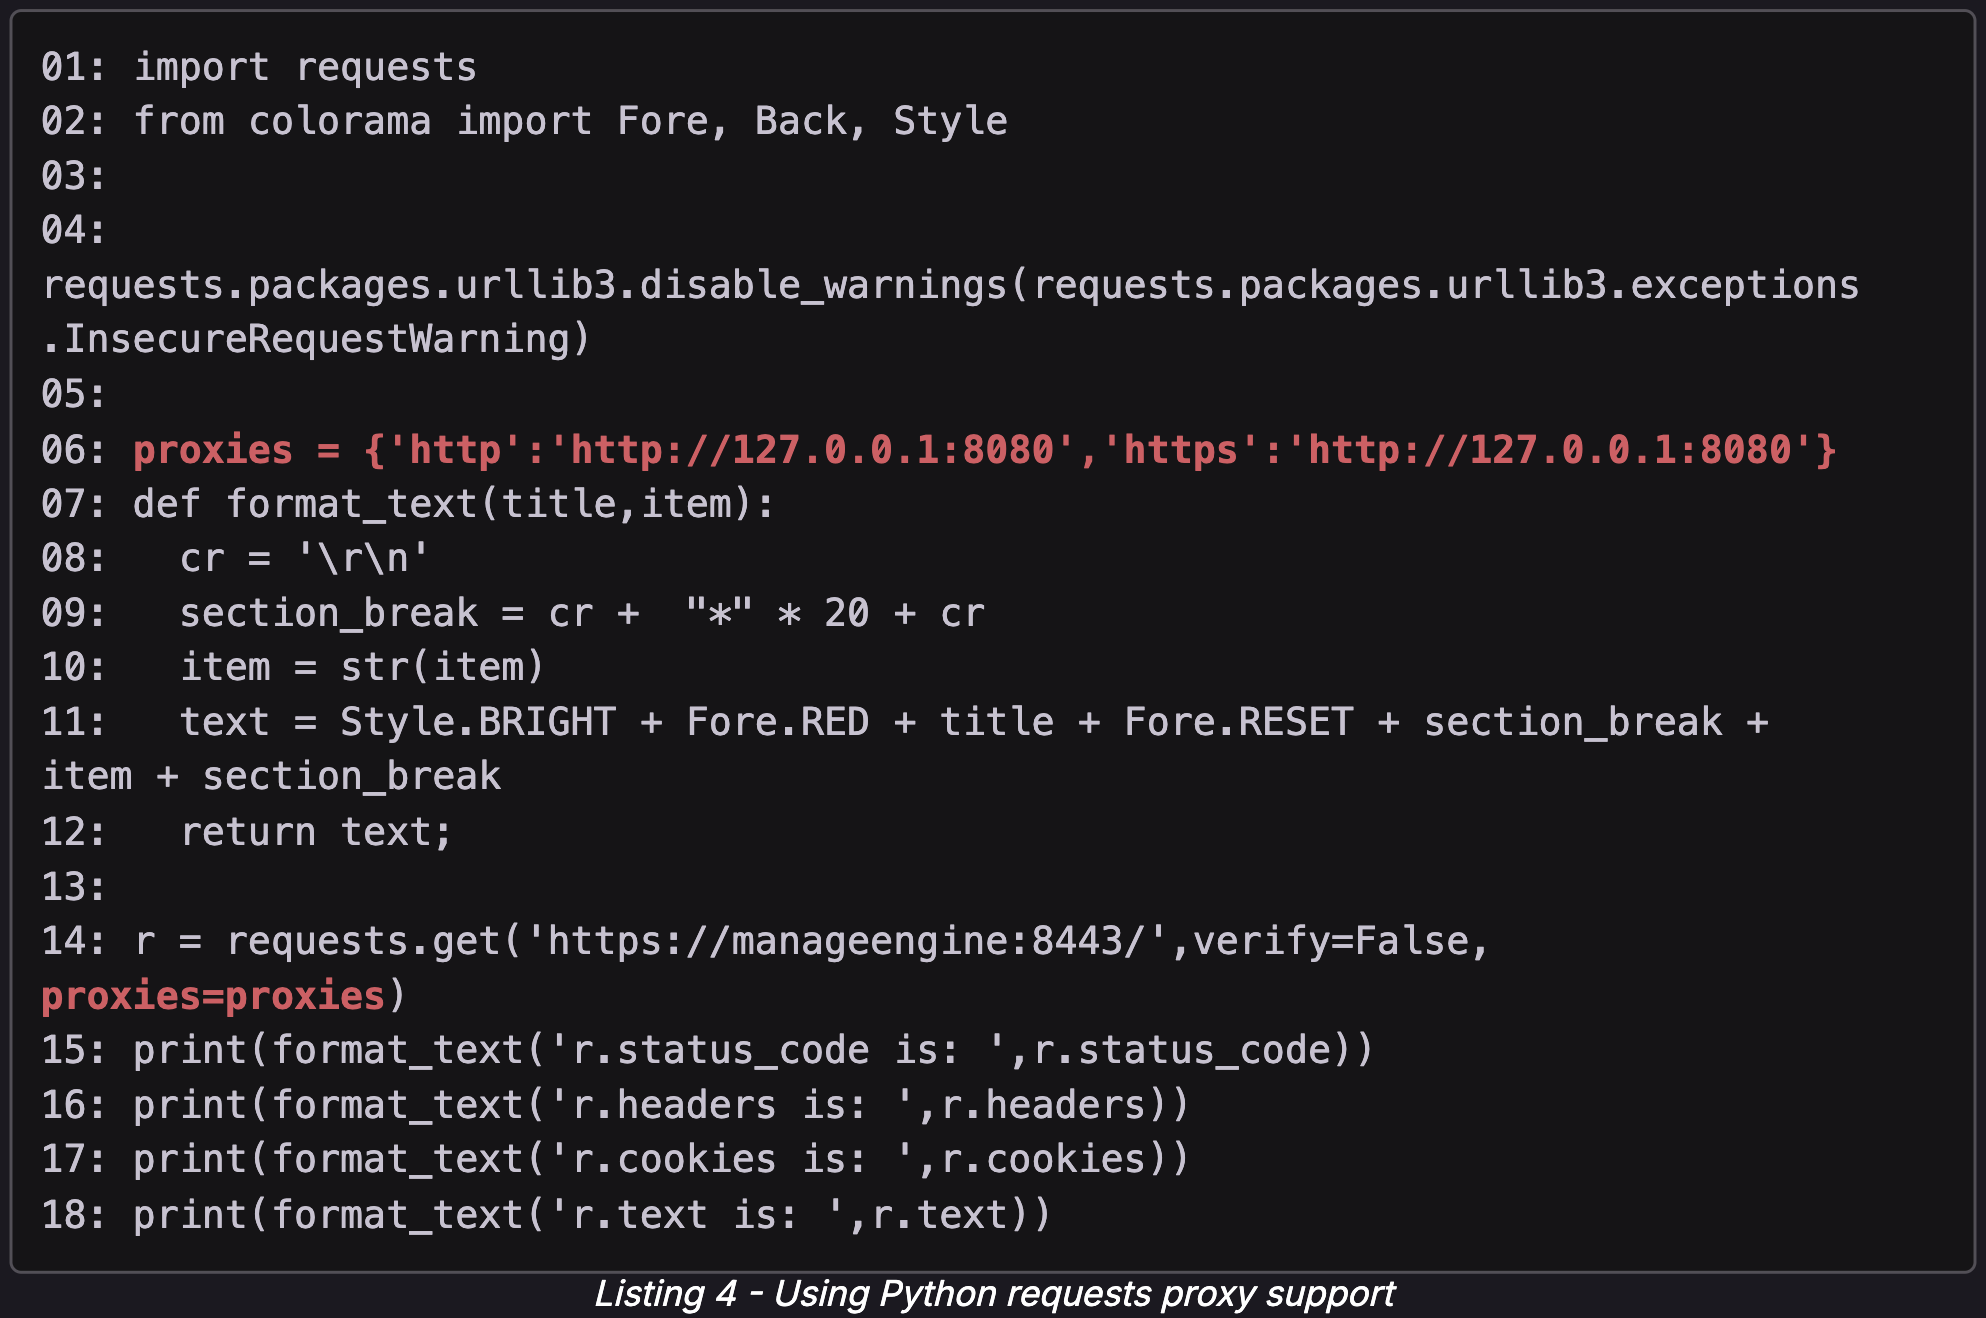 01: import requests
02: from colorama import Fore, Back, Style
03:
04:
requests.packages.urllib3.disable_warnings(requests.packages.urllib3.exceptions
.InsecureRequestWarning)
05:
06: proxies = {'http':'http://127.0.0.1:8080','https':'http://127.0.0.1:8080'}
07: def format_text(title,item):
08:   cr = '\r\n'
09:   section_break = cr +  "*" * 20 + cr
10:   item = str(item)
11:   text = Style.BRIGHT + Fore.RED + title + Fore.RESET + section_break +
item + section_break
12:   return text;
13:
14: r = requests.get('https://manageengine:8443/',verify=False,
proxies=proxies)
15: print(format_text('r.status_code is: ',r.status_code))
16: print(format_text('r.headers is: ',r.headers))
17: print(format_text('r.cookies is: ',r.cookies))
18: print(format_text('r.text is: ',r.text))
Listing 4 - Using Python requests proxy support